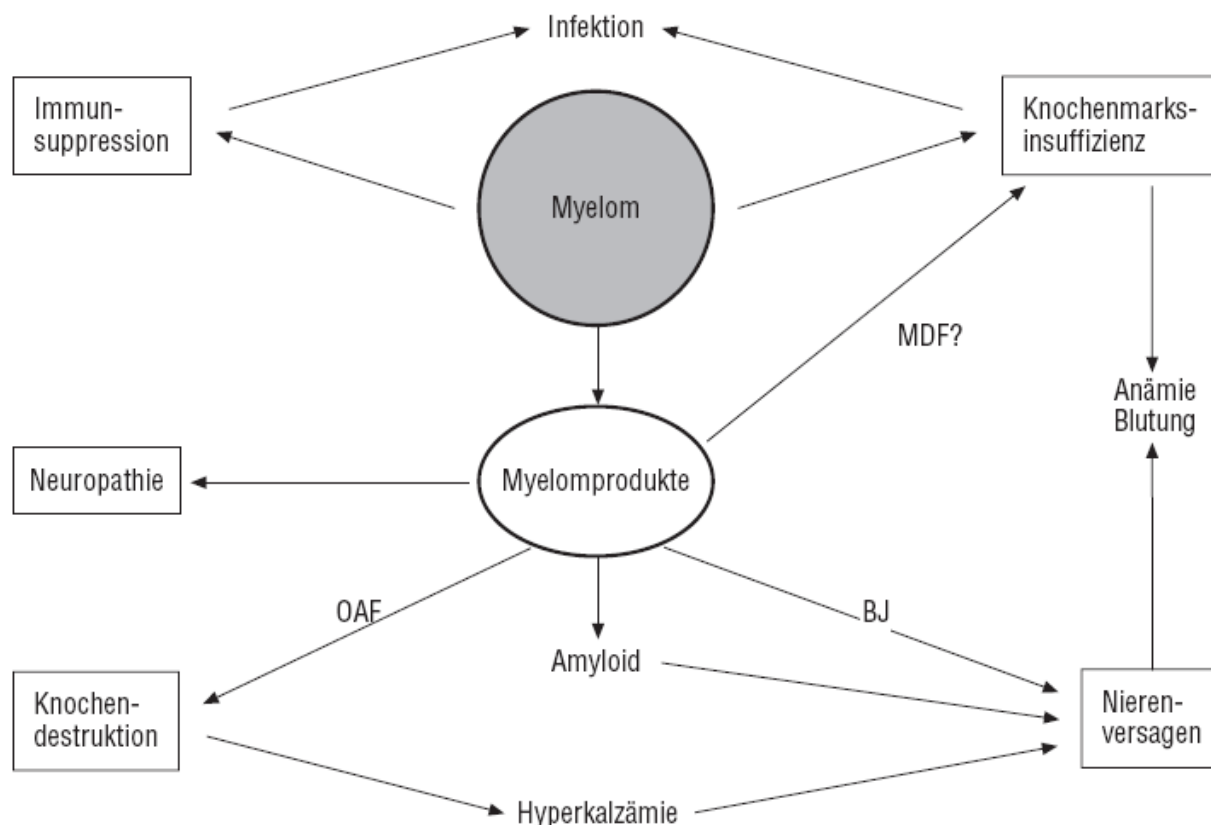 Infektion
Immun-
suppression
Knochenmarks-
insuffizienz
Myelom
MDF?
Anämie
Blutung
Neuropathie
Myelomprodukte
OAF
BJ
Amyloid
Knochen-
destruktion
Nieren-
versagen
Hyperkalzämie